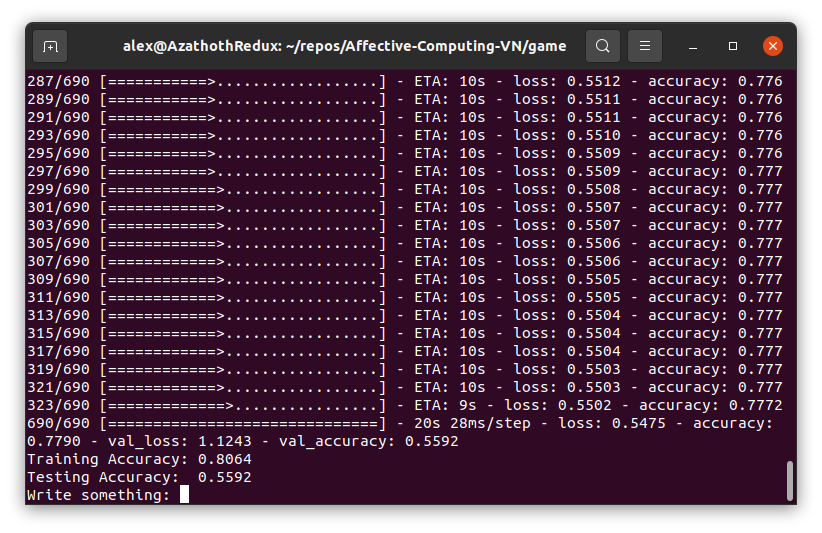 alex@AzathothRedux: ~/repos/Affective-Computing-VN/game
287/690 [===========>..................] - ETA: 10s - loss: 0.5512 - accuracy: 0.776
289/690 [===========>..................] - ETA: 10s - loss: 0.5511 - accuracy: 0.776
291/690 [===========>..................] - ETA: 10s - loss: 0.5511 - accuracy: 0.776
293/690 [===========>..................] - ETA: 10s - loss: 0.5510 - accuracy: 0.776
295/690 [===========>..................] - ETA: 10s - loss: 0.5509 - accuracy: 0.776
297/690 [===========>..................] - ETA: 10s - loss: 0.5509 - accuracy: 0.777
299/690 [============>.................] - ETA: 10s - loss: 0.5508 - accuracy: 0.777
301/690 [============>.................] - ETA: 10s - loss: 0.5507 - accuracy: 0.777
303/690 [============>.................] - ETA: 10s - loss: 0.5507 - accuracy: 0.777
305/690 [============>.................] - ETA: 10s - loss: 0.5506 - accuracy: 0.777
307/690 [============>.................] - ETA: 10s - loss: 0.5506 - accuracy: 0.777
309/690 [============>.................] - ETA: 10s - loss: 0.5505 - accuracy: 0.777
311/690 [============>.................] - ETA: 10s - loss: 0.5505 - accuracy: 0.777
313/690 [============>.................] - ETA: 10s - loss: 0.5504 - accuracy: 0.777
315/690 [============>.................] - ETA: 10s - loss: 0.5504 - accuracy: 0.777
317/690 [============>.................] - ETA: 10s - loss: 0.5504 - accuracy: 0.777
319/690 [============>.................] - ETA: 10s - loss: 0.5503 - accuracy: 0.777
321/690 [============>.................] - ETA: 10s - loss: 0.5503 - accuracy: 0.777
323/690 [=============>................] - ETA: 9s - loss: 0.5502 - accuracy: 0.7772
690/690 [==============================] - 20s 28ms/step - loss: 0.5475 - accuracy:
0.7790 - val_loss: 1.1243 - val_accuracy: 0.5592
Training Accuracy: 0.8064
Testing Accuracy:  0.5592
Write something: